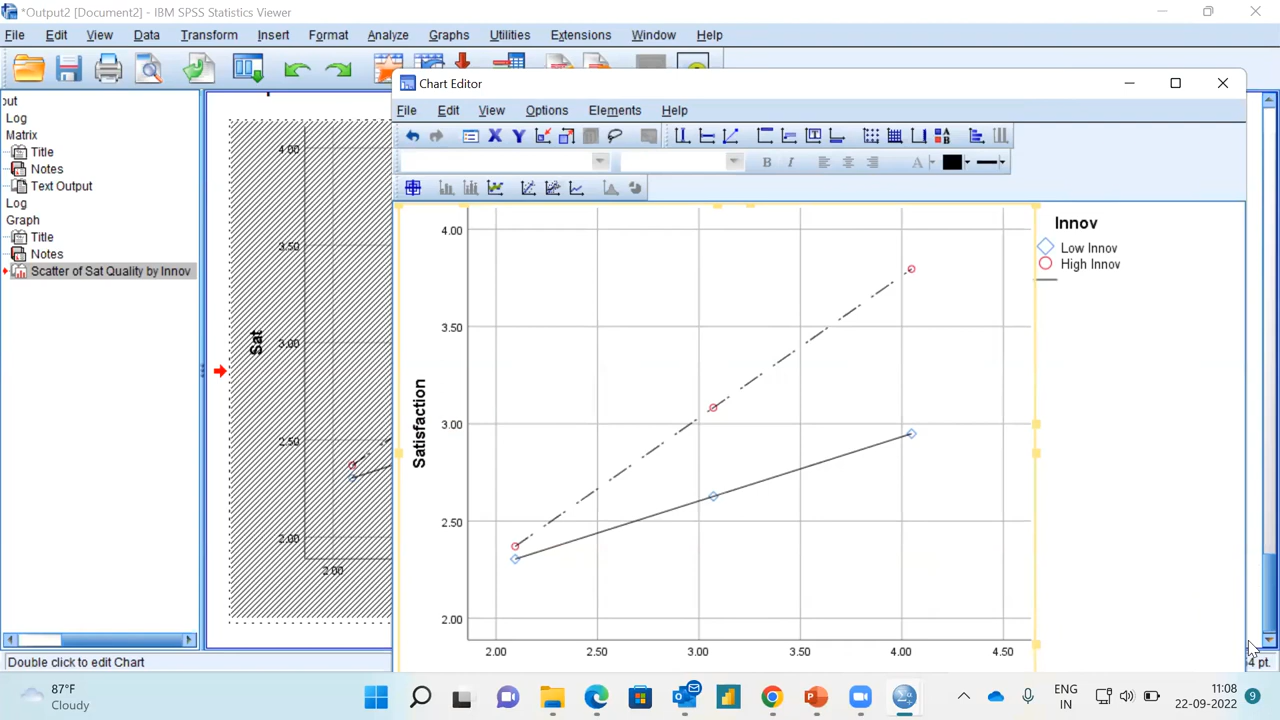 *Output2 [Document2] - IBM SPSS Statistics Viewer
File Edit View Data Transform Insert Format Analyze Graphs Utilities Extensions Window Help
Chart Editor
File Edit View Options Elements Help
X Y
B I A
put
Log
Matrix
Title
Notes
Text Output
Log
Graph
Title
Notes
Scatter of Sat Quality by Innov
4.00
3.50
3.00
2.50
2.00
Sat
2.00
Satisfaction
4.00
3.50
3.00
2.50
2.00
2.00 2.50 3.00 3.50 4.00 4.50
Innov
Low Innov
High Innov
Double click to edit Chart
4 pt.
87°F
Cloudy
ENG
IN
11:08
22-09-2022
9